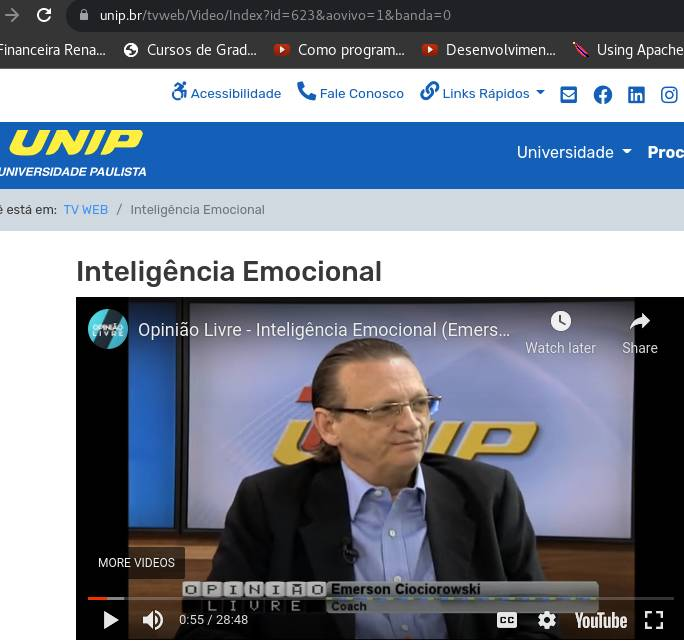 unip.br/tvweb/Video/Index?id=623&aovivo=1&banda=0
Financeira Rena... Cursos de Grad... Como program... Desenvolvimen... Using Apache
Acessibilidade Fale Conosco Links Rápidos
UNIP
UNIVERSIDADE PAULISTA
Universidade Proc
ê está em: TV WEB / Inteligência Emocional
Inteligência Emocional
OPINIÃO
LIVRE
Opinião Livre - Inteligência Emocional (Emers...
Watch later Share
UNIP
MORE VIDEOS
OPINIÃO Emerson Ciociorowski
LIVRE Coach
0:55 / 28:48 CC YouTube